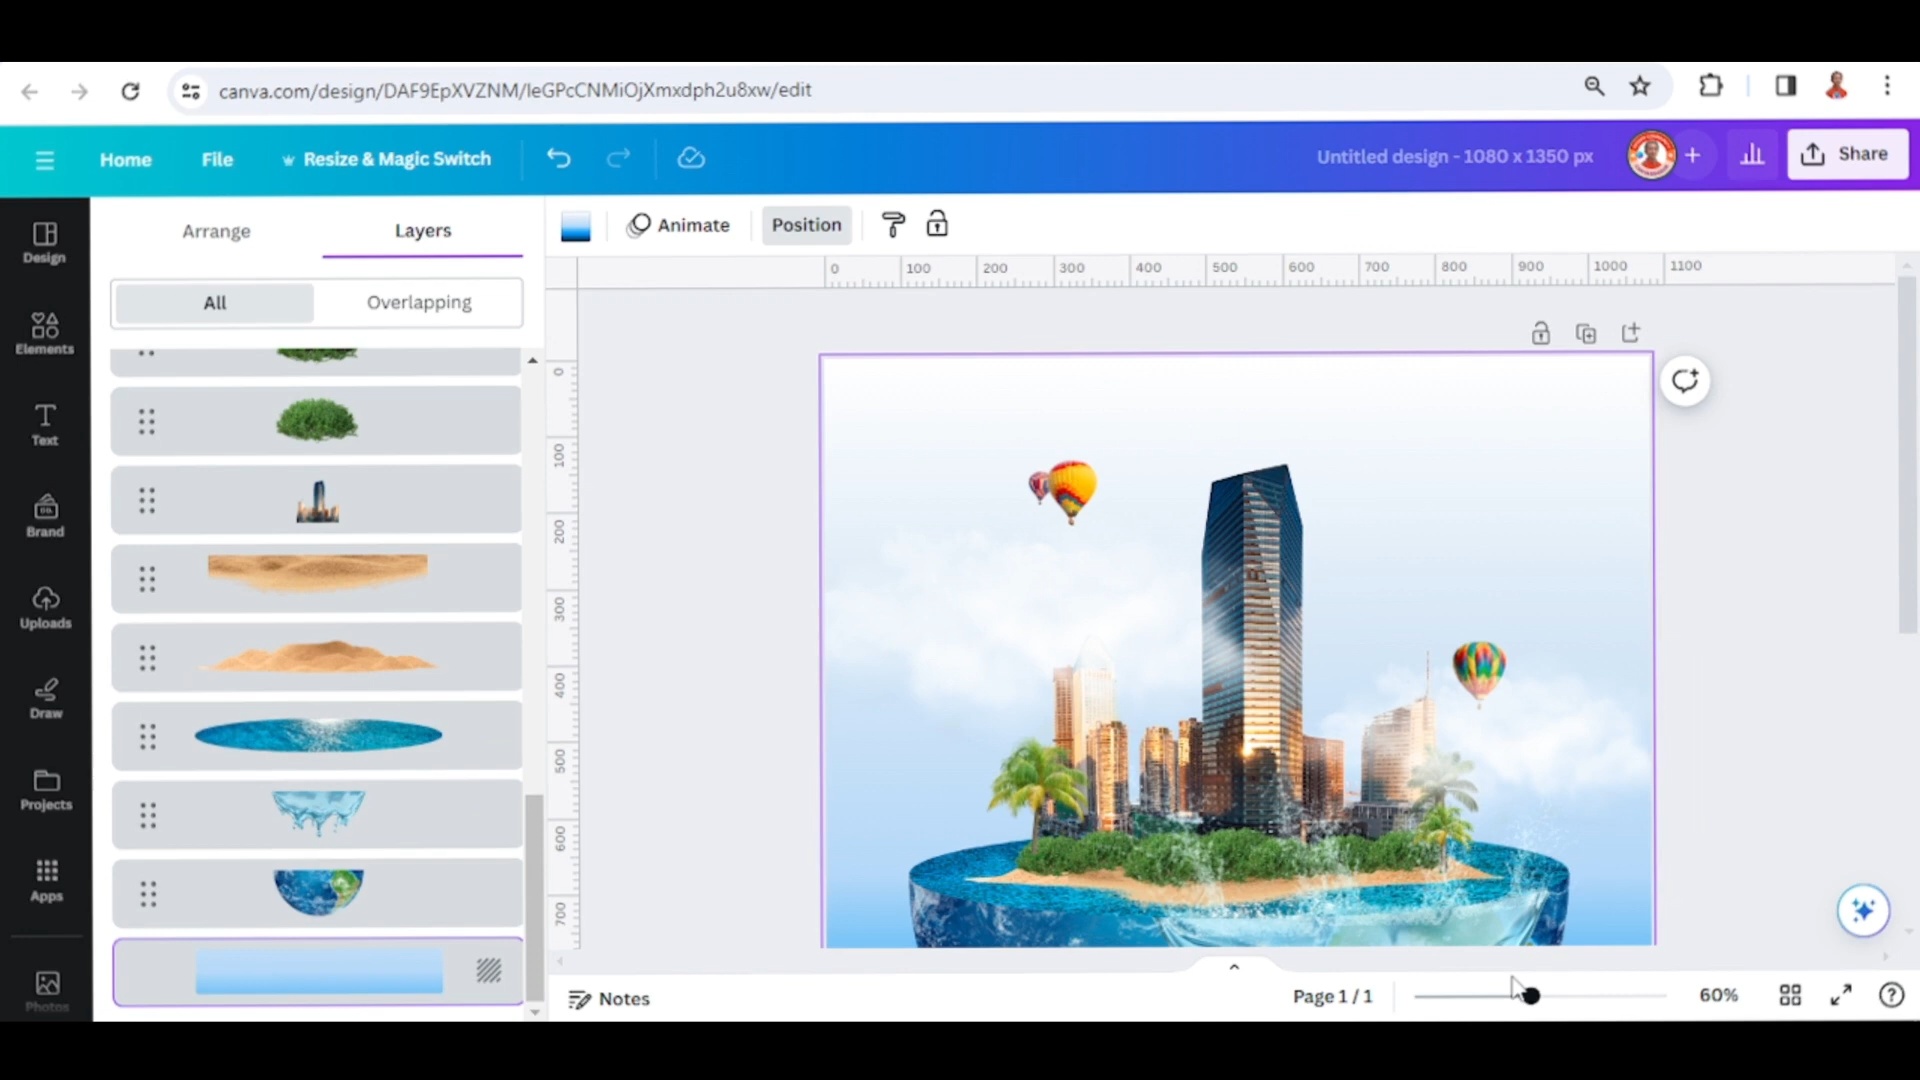 canva.com/design/DAF9EpXVZNM/IeGPcCNMiOjXmxdph2u8xw/edit
Home File Resize & Magic Switch Untitled design - 1080 x 1350 px Share
Design
Elements
Text
Brand
Uploads
Draw
Projects
Apps
Photos
Arrange Layers
All Overlapping
Animate Position
0 100 200 300 400 500 600 700 800 900 1000 1100
0
100
200
300
400
500
600
700
Notes Page 1 / 1 60%